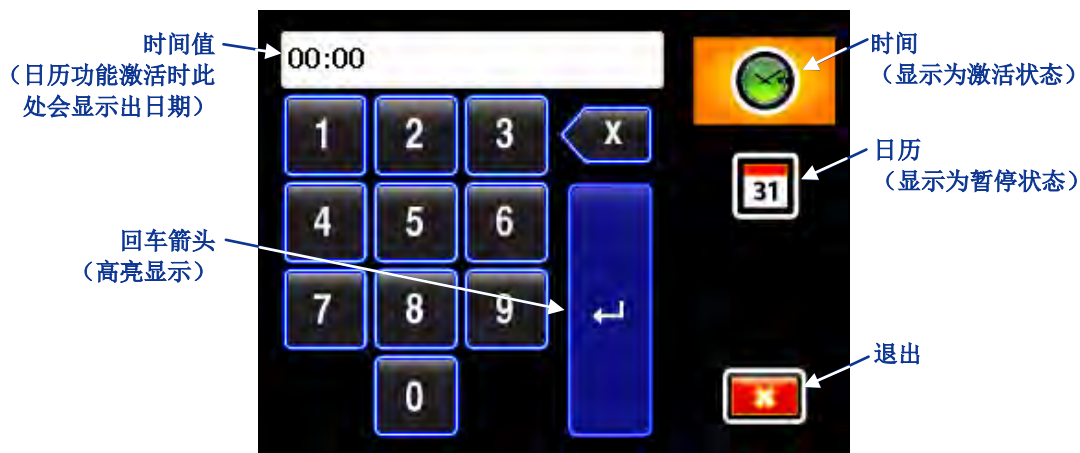 时间值
（日历功能激活时此
处会显示出日期）
00:00
时间
（显示为激活状态）
1 2 3 X
日历
（显示为暂停状态）
31
4 5 6
回车箭头
（高亮显示）
7 8 9
退出
0